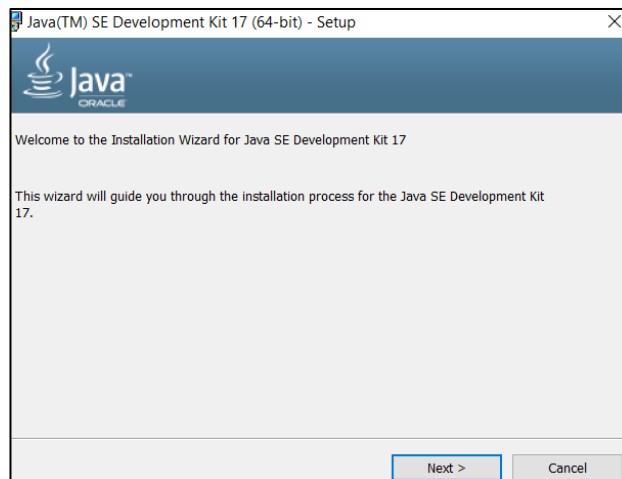 Java(TM) SE Development Kit 17 (64-bit) - Setup
Java™
ORACLE
Welcome to the Installation Wizard for Java SE Development Kit 17
This wizard will guide you through the installation process for the Java SE Development Kit
17.
Next >
Cancel